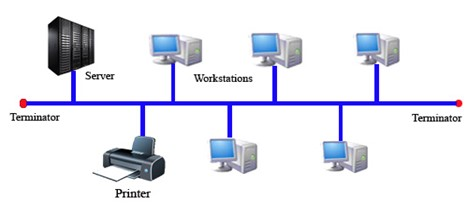 Server
Workstations
Terminator
Terminator
Printer